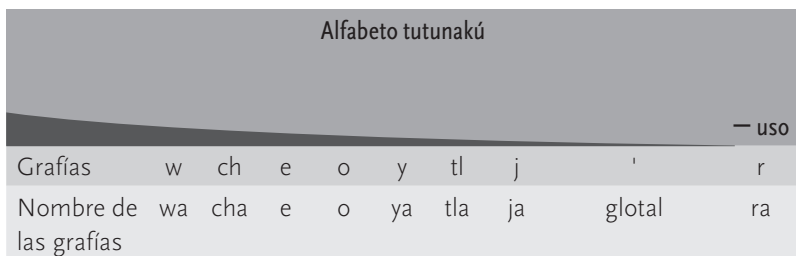 Alfabeto tutunakú
– uso
Grafías w ch e o y tl j ' r
Nombre de wa cha e o ya tla ja glotal ra
las grafías